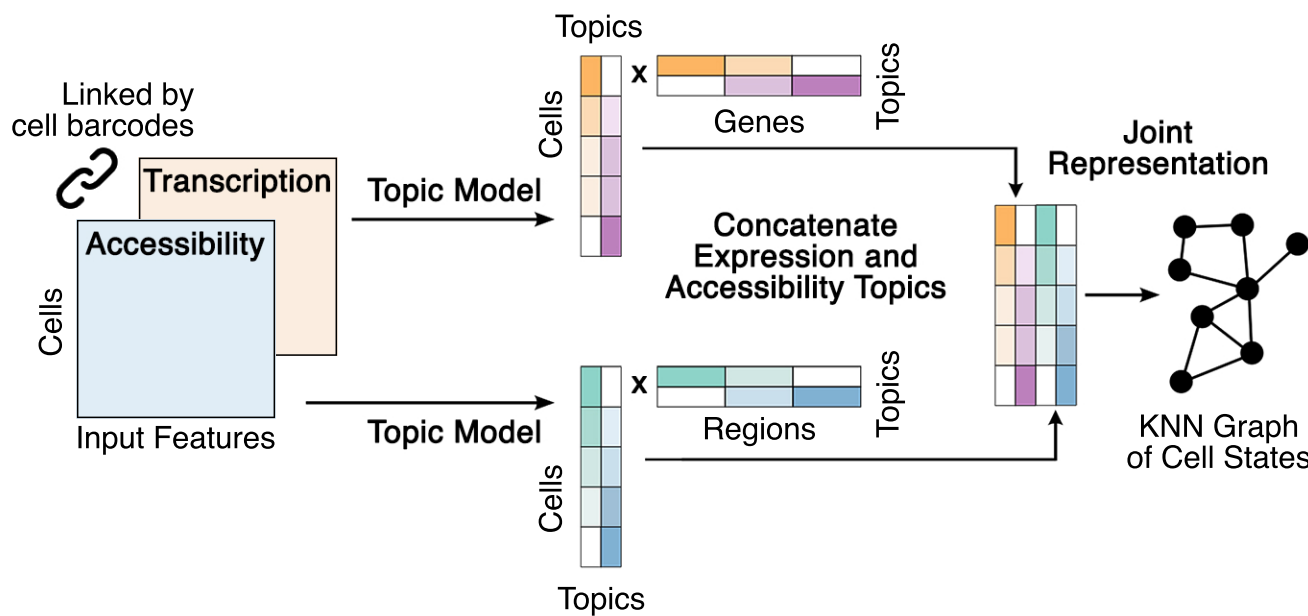 Linked by
cell barcodes
Transcription
Accessibility
Cells
Input Features
Topic Model
Topic Model
Topics
Cells
x
Genes
Topics
Concatenate
Expression and
Accessibility Topics
x
Regions
Topics
Cells
Topics
Joint
Representation
KNN Graph
of Cell States